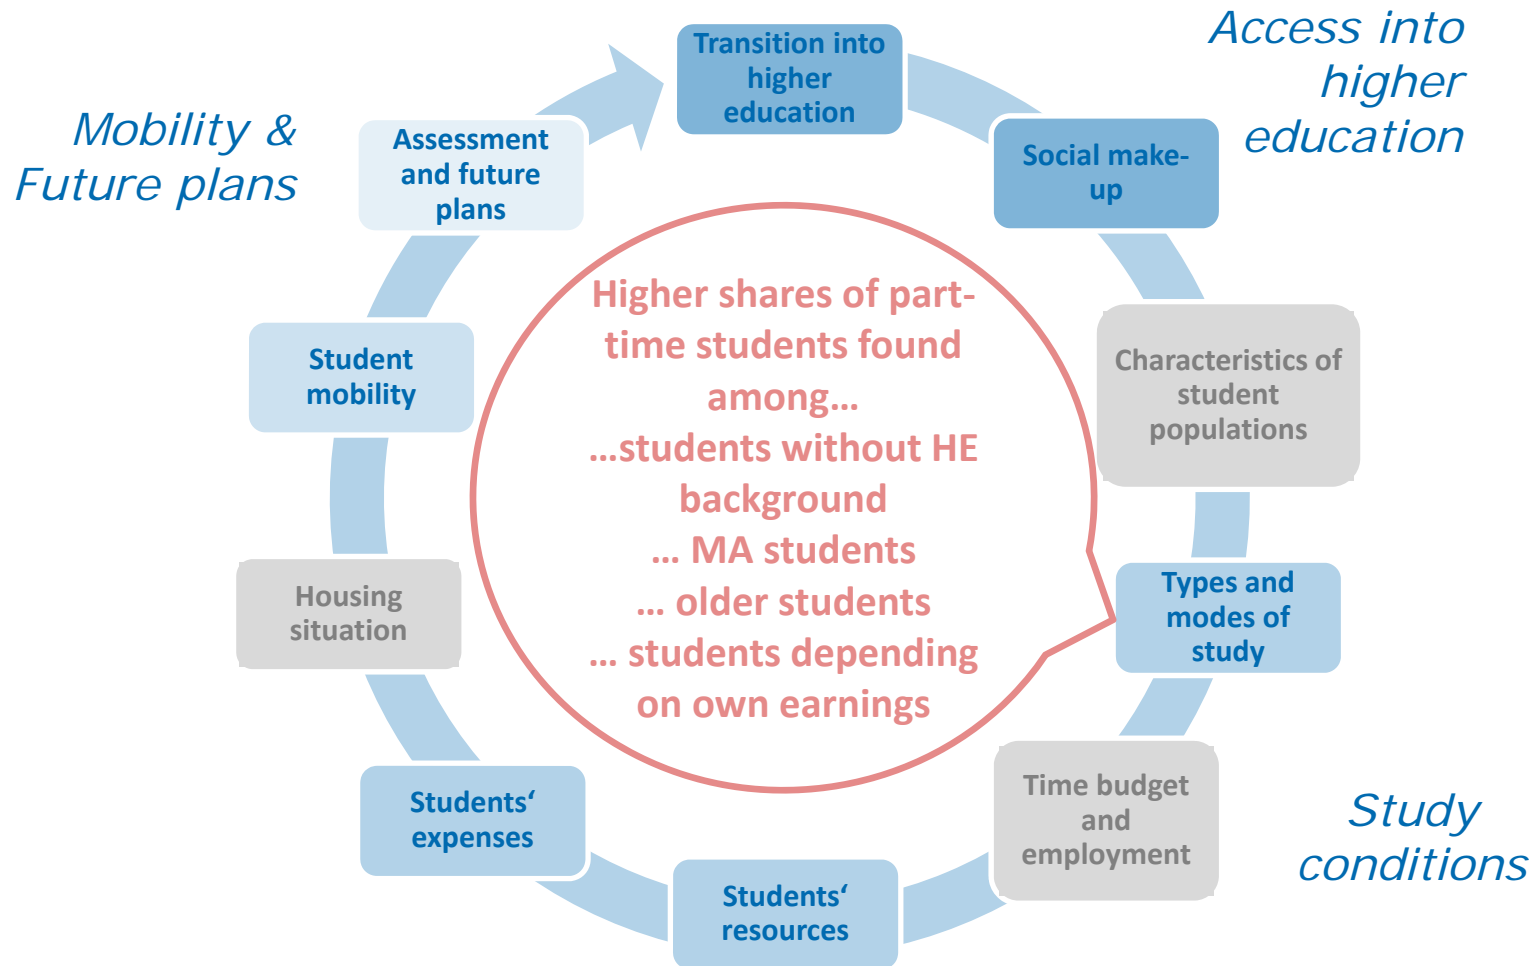 Access into
higher
education
Mobility &
Future plans
Transition into
higher
education
Social make-
up
Characteristics of
student
populations
Types and
modes of
study
Time budget
and
employment
Students‘
resources
Students‘
expenses
Housing
situation
Student
mobility
Assessment
and future
plans
Higher shares of part-
time students found
among…
…students without HE
background
… MA students
… older students
… students depending
on own earnings
Study
conditions